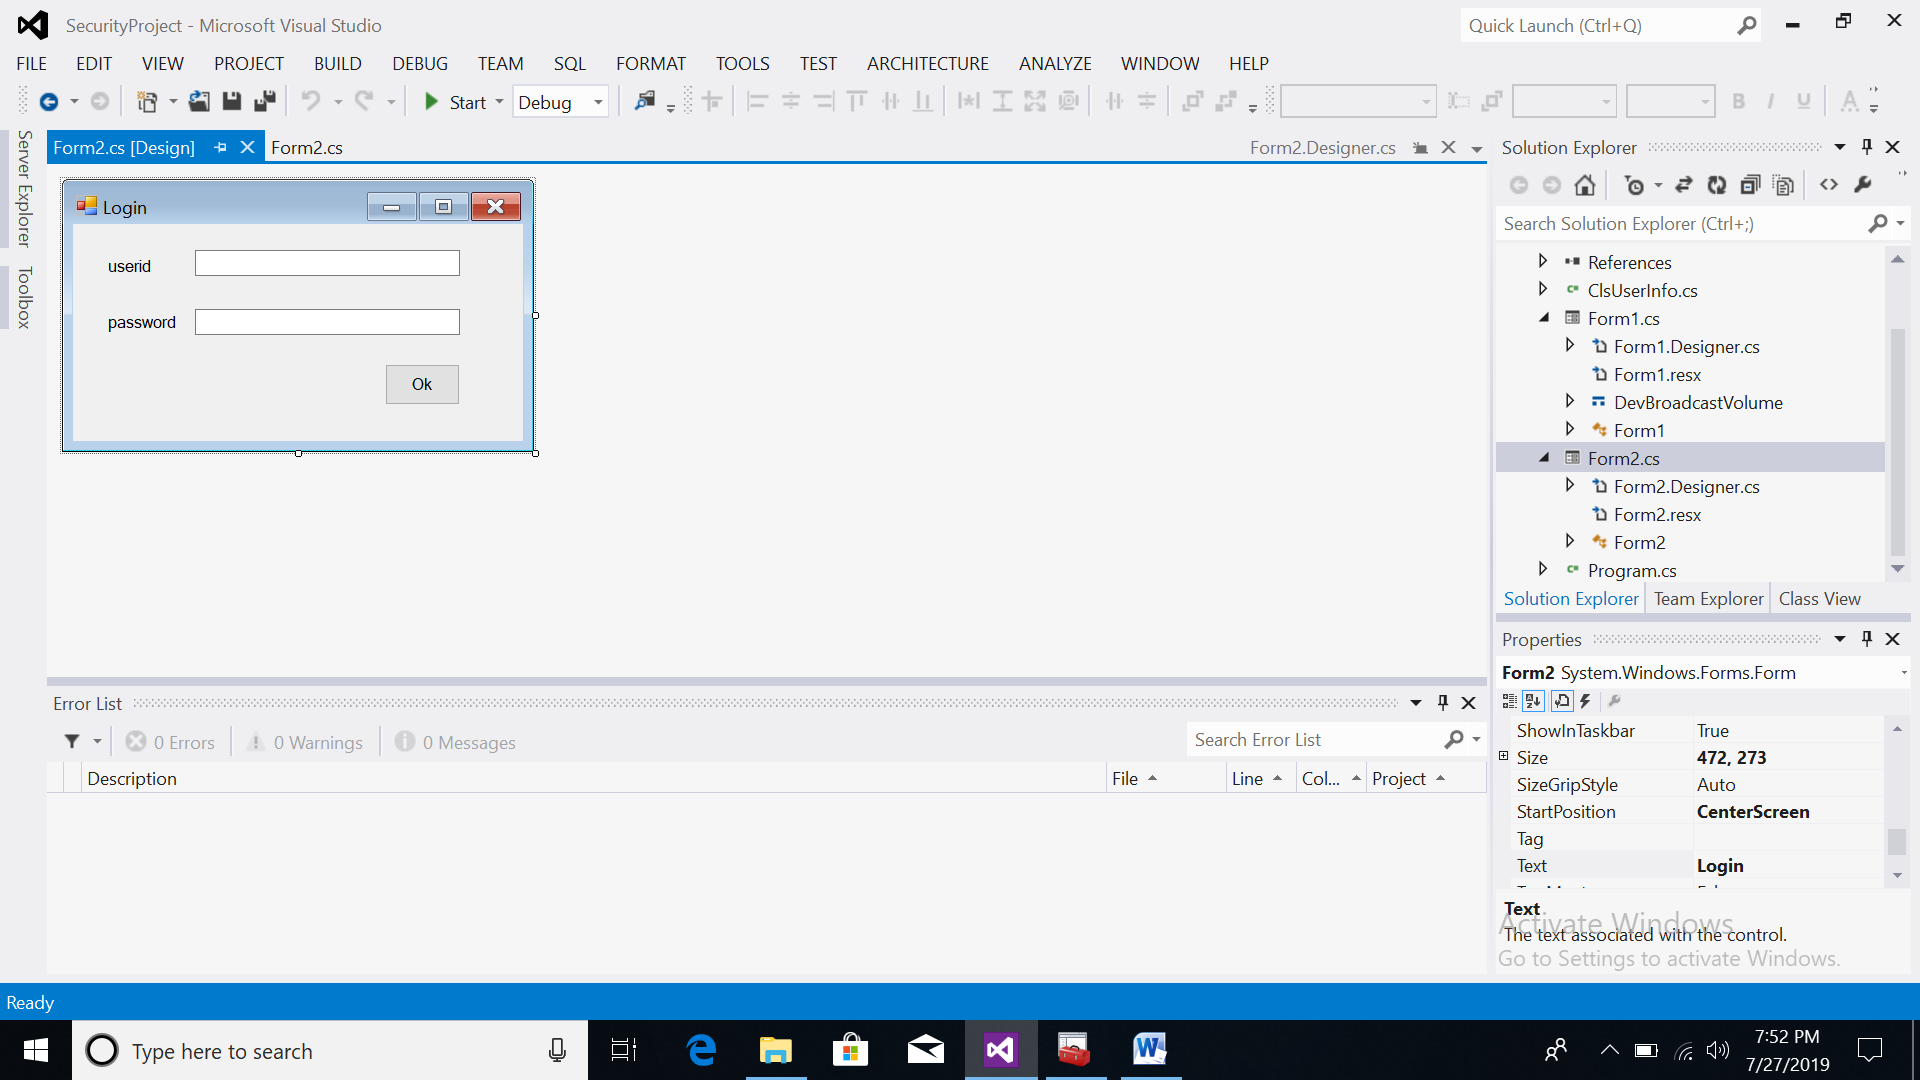 SecurityProject - Microsoft Visual Studio
Quick Launch (Ctrl+Q)
FILE EDIT VIEW PROJECT BUILD DEBUG TEAM SQL FORMAT TOOLS TEST ARCHITECTURE ANALYZE WINDOW HELP
Start Debug
B I U A
Server Explorer
Toolbox
Form2.cs [Design] Form2.cs Form2.Designer.cs
Login
userid
password
Ok
Solution Explorer
Search Solution Explorer (Ctrl+;)
References
ClsUserInfo.cs
Form1.cs
Form1.Designer.cs
Form1.resx
DevBroadcastVolume
Form1
Form2.cs
Form2.Designer.cs
Form2.resx
Form2
Program.cs
Solution Explorer Team Explorer Class View
Properties
Form2 System.Windows.Forms.Form
ShowInTaskbar True
Size 472, 273
SizeGripStyle Auto
StartPosition CenterScreen
Tag
Text Login
Text
The text associated with the control.
Activate Windows
Go to Settings to activate Windows.
Error List
0 Errors 0 Warnings 0 Messages
Search Error List
Description File Line Col... Project
Ready
Type here to search
7:52 PM
7/27/2019